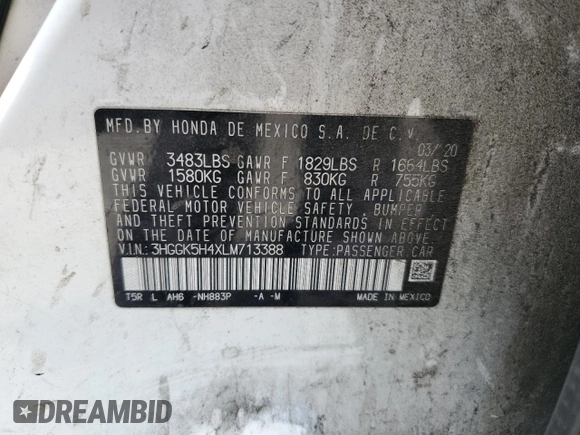 MFD. BY HONDA DE MEXICO S.A. DE C.V.
03/20
GVWR 3483LBS GAWR F 1829LBS R 1664LBS
GVWR 1580KG GAWR F 830KG R 755KG
THIS VEHICLE CONFORMS TO ALL APPLICABLE
FEDERAL MOTOR VEHICLE SAFETY, BUMPER
AND THEFT PREVENTION STANDARDS IN EFFECT
ON THE DATE OF MANUFACTURE SHOWN ABOVE.
V.I.N.: 3HGGK5H4XLM713388 TYPE: PASSENGER CAR
T5R L AH6 -NH883P -A -M
MADE IN MEXICO
DREAMBID